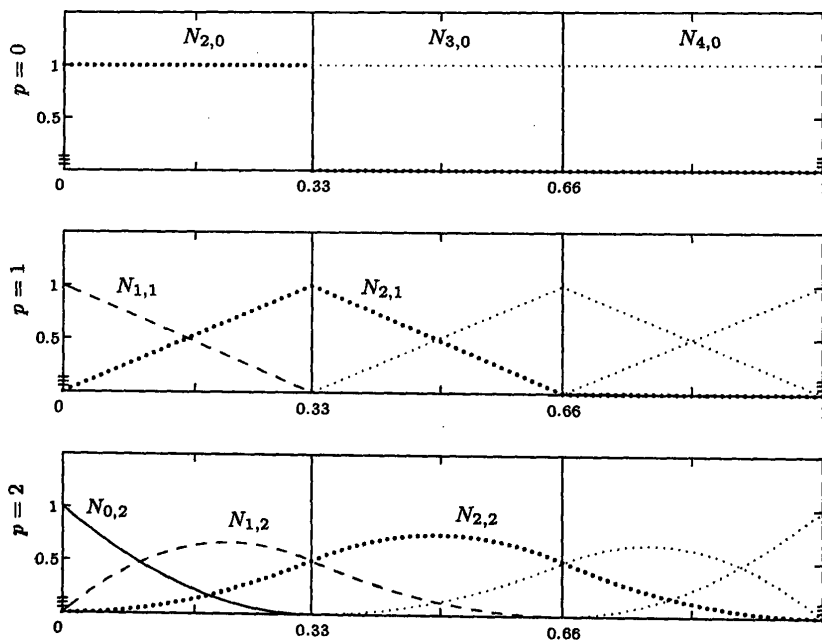 p = 0
N₂,₀ N₃,₀ N₄,₀
1
0.5
0 0.33 0.66
p = 1
N₁,₁ N₂,₁
1
0.5
0 0.33 0.66
p = 2
N₀,₂ N₁,₂ N₂,₂
1
0.5
0 0.33 0.66